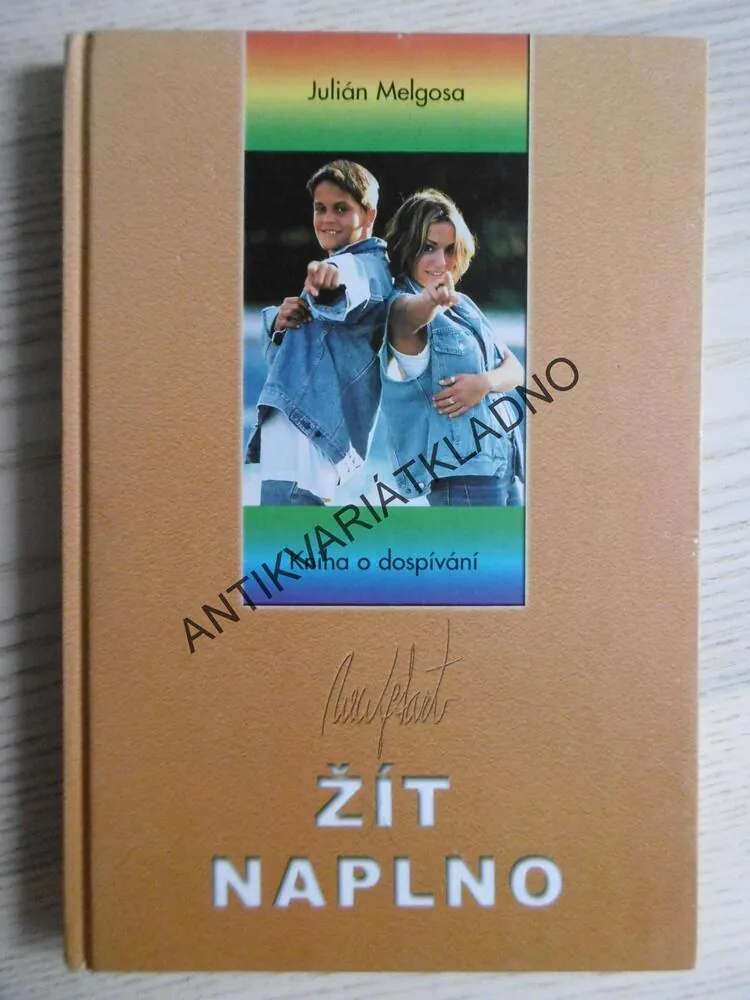 Julián Melgosa
Kniha o dospívání
ANTIKVARIÁTKLADNO
ŽÍT
NAPLNO